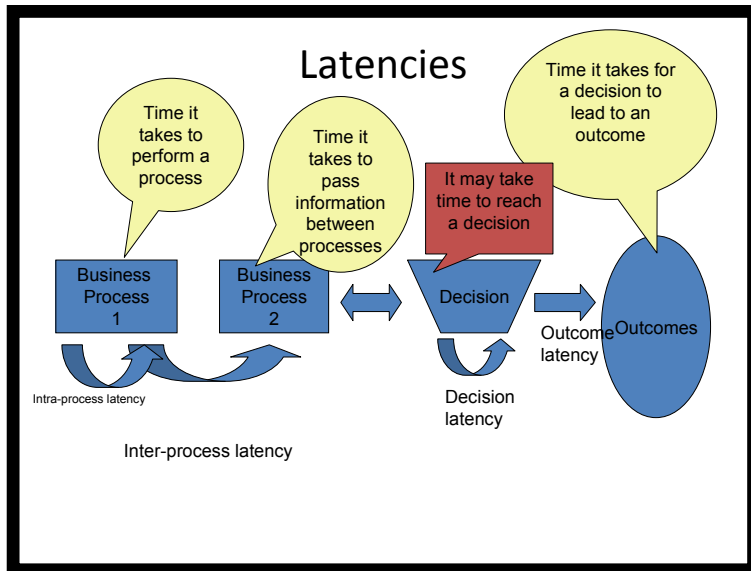 Latencies
Time it
takes to
perform a
process
Time it
takes to
pass
information
between
processes
It may take
time to reach
a decision
Time it takes for
a decision to
lead to an
outcome
Business
Process
1
Business
Process
2
Decision
Outcomes
Outcome
latency
Intra-process latency
Decision
latency
Inter-process latency